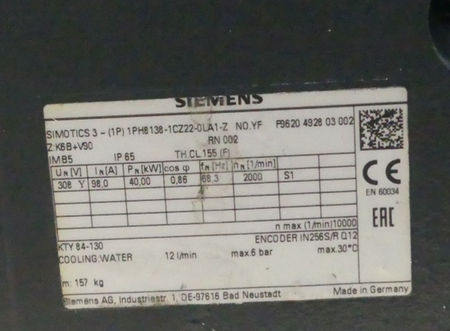 SIEMENS
SIMOTICS 3 ~ (1P) 1PH8138-1CZ22-0LA1-Z NO.YF F9620 4928 03 002
Z:K6B+V90 RN 002
IMB5 IP 65 TH.CL 155 (F)
UN [V] IN[A] PN[kW] cos φ fN [Hz] nN [1/min]
308 Y 98,0 40,00 0,86 68,3 2000 S1
EN 60034
EAC
n max (1/min)10000
KTY 84-130 ENCODER IN256S/R Q12
COOLING:WATER 12 l/min max.6 bar max.30°C
m: 157 kg
Siemens AG, Industriestr. 1, DE-97616 Bad Neustadt Made in Germany